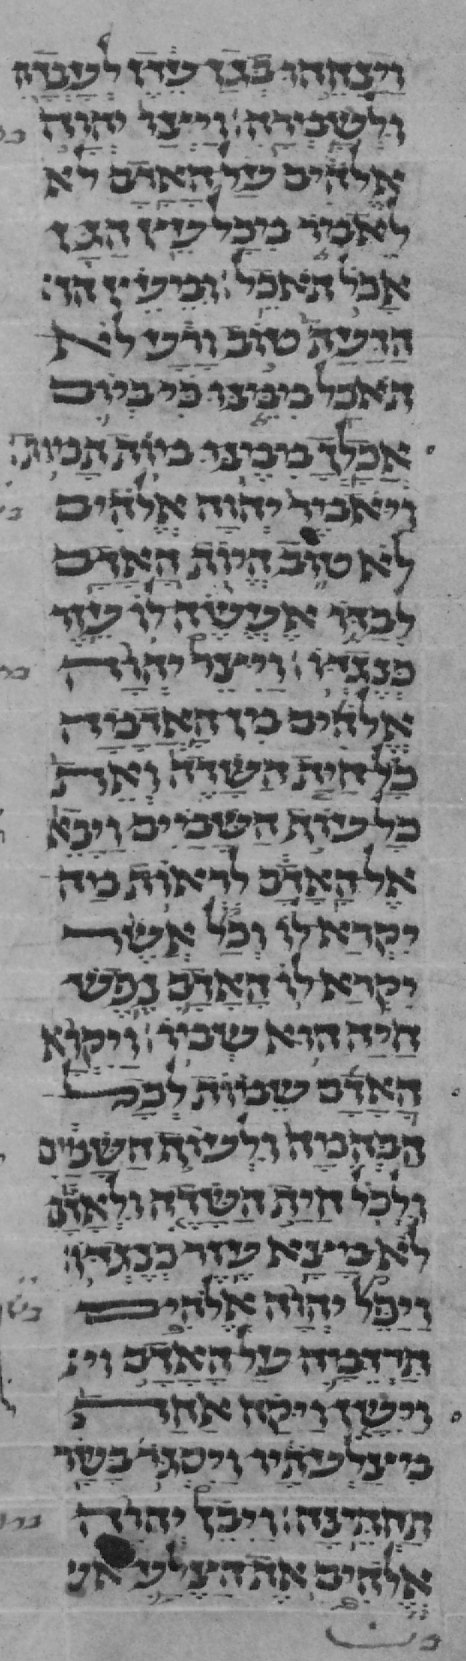 ויצחהו בגן עדן לעבדה
ולשמרה׃ ויצו יהוה
אלהים על האדם לא
לאמר מכל עץ הגן
אכל תאכל׃ ומעץ הד
הדעת טוב ורע לא
תאכל ממנו כי ביום
אכלך ממנו מות תמות׃
ויאמר יהוה אלהים
לא טוב היות האדם
לבדו אעשה לו עזר
כנגדו׃ ויצר יהוה
אלהים מן האדמה
כל חית השדה ואת
כל עוף השמים ויבא
אל האדם לראות מה
יקרא לו וכל אשר
יקרא לו האדם נפש
חיה הוא שמו׃ ויקרא
האדם שמות לכל
הבהמה ולעוף השמים
ולכל חית השדה ולאדם
לא מצא עזר כנגדו׃
ויפל יהוה אלהים
תרדמה על האדם וי
ויישן ויקח אחת
מצלעתיו ויסגר בשר
תחתנה׃ ויבן יהוה
אלהים את הצלע אש